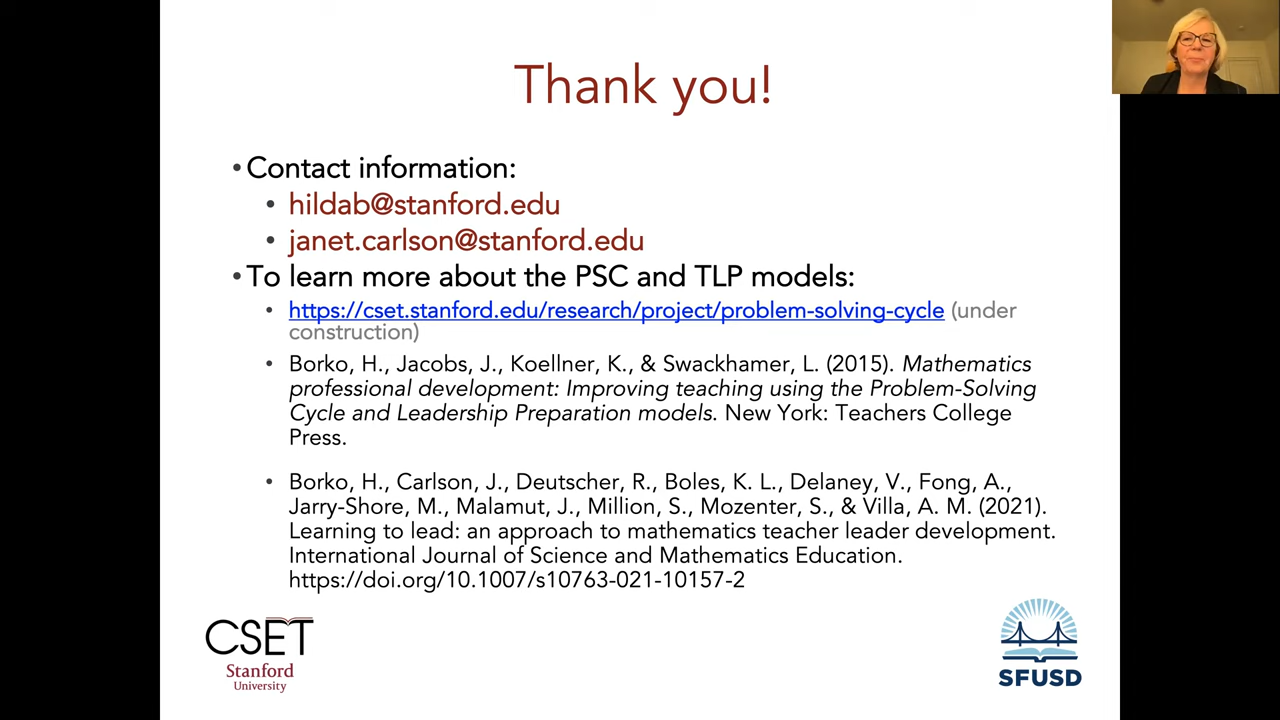 Thank you!
•Contact information:
• hildab@stanford.edu
• janet.carlson@stanford.edu
•To learn more about the PSC and TLP models:
• https://cset.stanford.edu/research/project/problem-solving-cycle (under
construction)
• Borko, H., Jacobs, J., Koellner, K., & Swackhamer, L. (2015). Mathematics
professional development: Improving teaching using the Problem-Solving
Cycle and Leadership Preparation models. New York: Teachers College
Press.
• Borko, H., Carlson, J., Deutscher, R., Boles, K. L., Delaney, V., Fong, A.,
Jarry-Shore, M., Malamut, J., Million, S., Mozenter, S., & Villa, A. M. (2021).
Learning to lead: an approach to mathematics teacher leader development.
International Journal of Science and Mathematics Education.
https://doi.org/10.1007/s10763-021-10157-2
CSET
Stanford
University
SFUSD